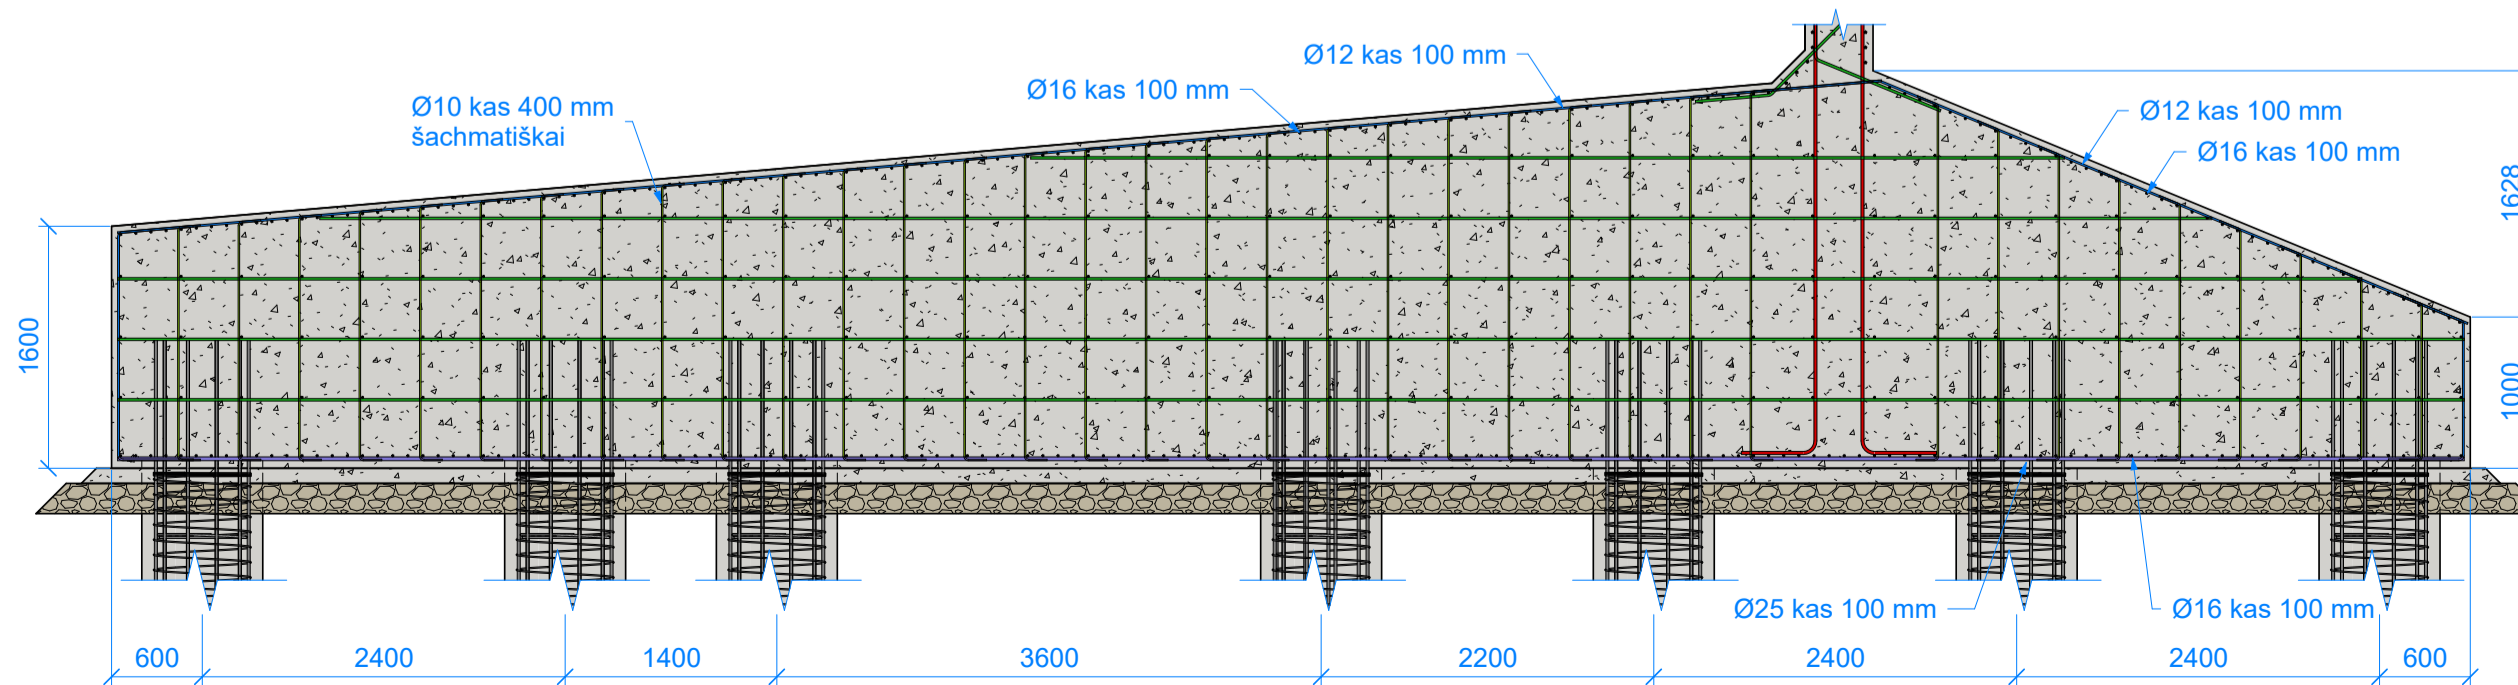 Ø12 kas 100 mm
Ø16 kas 100 mm
Ø10 kas 400 mm
šachmatiškai
Ø12 kas 100 mm
Ø16 kas 100 mm
1628
1600
1000
Ø25 kas 100 mm
Ø16 kas 100 mm
600
2400
1400
3600
2200
2400
2400
600